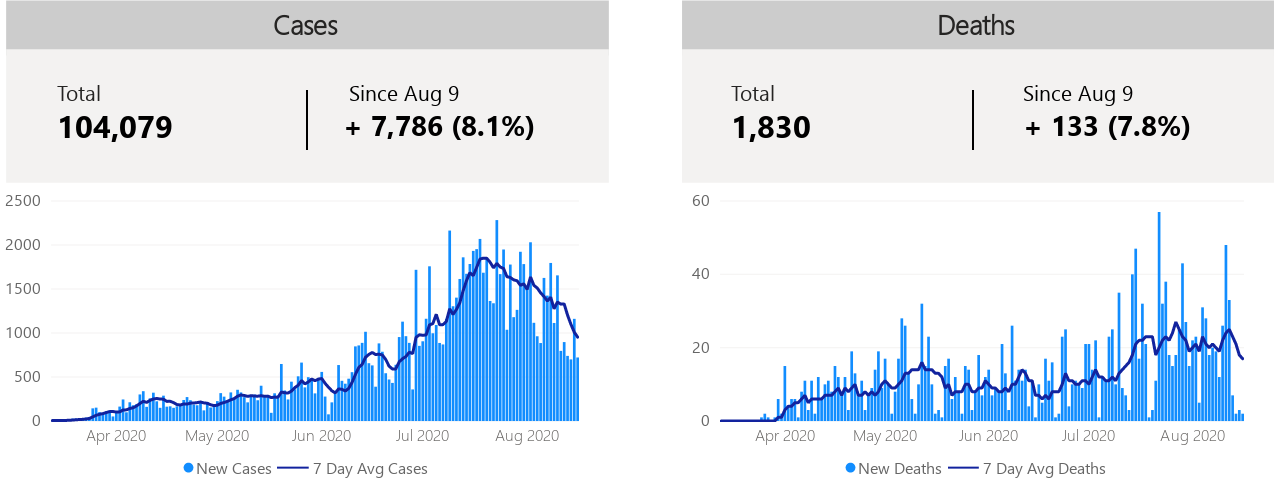 Cases
Total
104,079
Since Aug 9
+ 7,786 (8.1%)
2500
2000
1500
1000
500
0
Apr 2020 May 2020 Jun 2020 Jul 2020 Aug 2020
New Cases 7 Day Avg Cases
Deaths
Total
1,830
Since Aug 9
+ 133 (7.8%)
60
40
20
0
Apr 2020 May 2020 Jun 2020 Jul 2020 Aug 2020
New Deaths 7 Day Avg Deaths